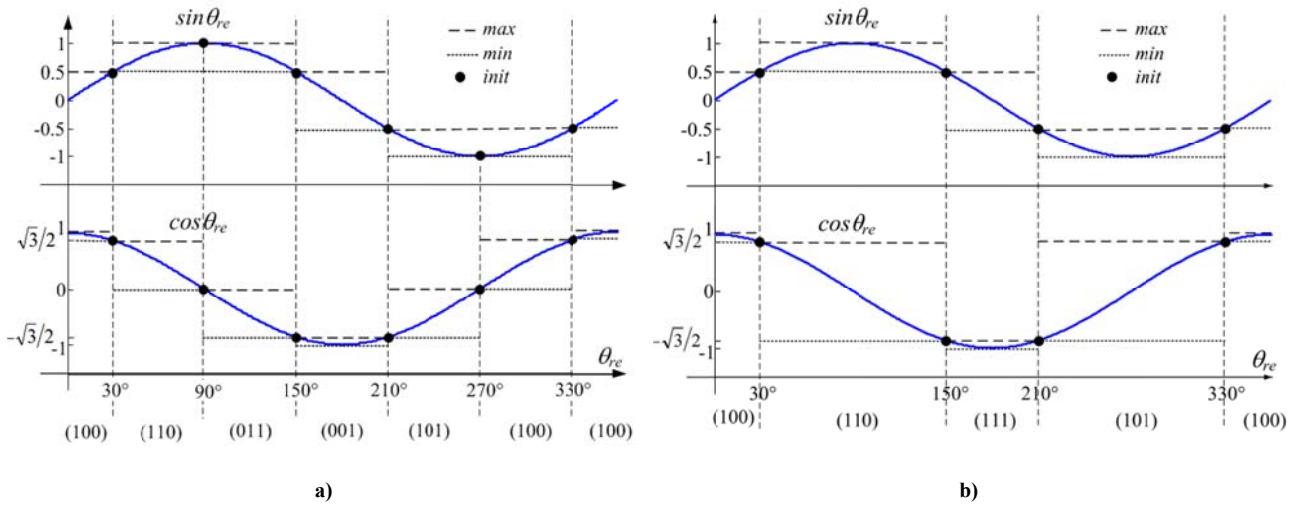 sinθre
1
0.5
0
-0.5
-1
max
min
init
cosθre
1
√3/2
0
−√3/2
-1
θre
30° 90° 150° 210° 270° 330°
(100) (110) (011) (001) (101) (100) (100)
a)
sinθre
1
0.5
0
-0.5
-1
max
min
init
cosθre
1
√3/2
0
−√3/2
-1
θre
30° 150° 210° 330°
(100) (110) (111) (101) (100)
b)